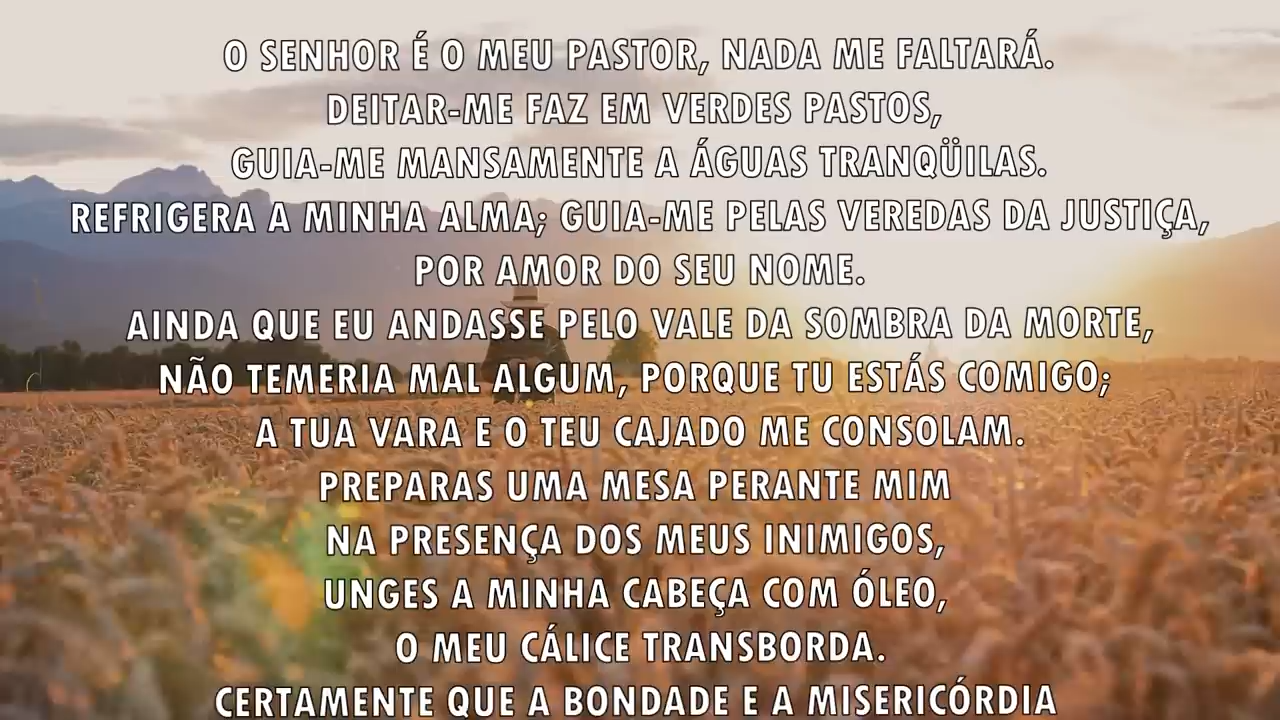 O SENHOR É O MEU PASTOR, NADA ME FALTARÁ.
DEITAR-ME FAZ EM VERDES PASTOS,
GUIA-ME MANSAMENTE A ÁGUAS TRANQÜILAS.
REFRIGERA A MINHA ALMA; GUIA-ME PELAS VEREDAS DA JUSTIÇA,
POR AMOR DO SEU NOME.
AINDA QUE EU ANDASSE PELO VALE DA SOMBRA DA MORTE,
NÃO TEMERIA MAL ALGUM, PORQUE TU ESTÁS COMIGO;
A TUA VARA E O TEU CAJADO ME CONSOLAM.
PREPARAS UMA MESA PERANTE MIM
NA PRESENÇA DOS MEUS INIMIGOS,
UNGES A MINHA CABEÇA COM ÓLEO,
O MEU CÁLICE TRANSBORDA.
CERTAMENTE QUE A BONDADE E A MISERICÓRDIA